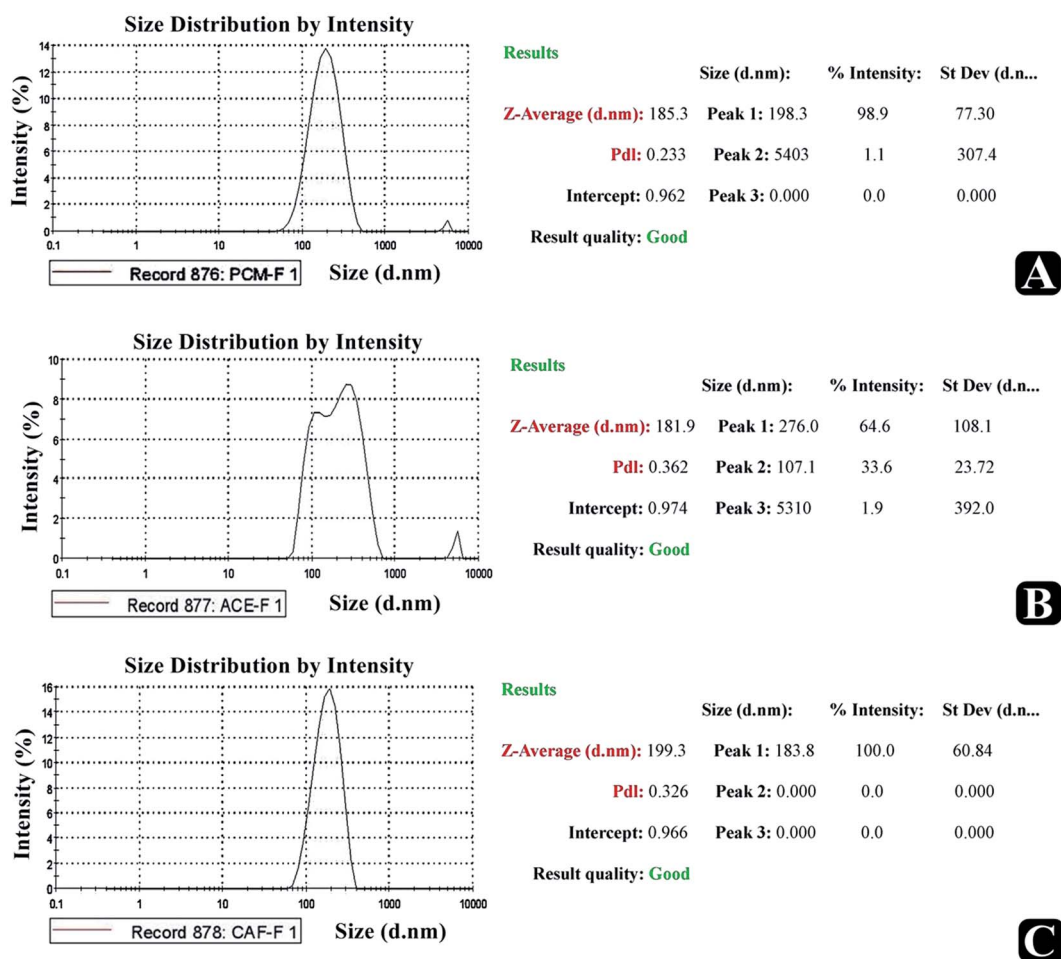 Size Distribution by Intensity
Intensity (%)
14
12
10
8
6
4
2
0
0.1 1 10 100 1000 10000
Record 876: PCM-F 1
Size (d.nm)
Results
Size (d.nm): % Intensity: St Dev (d.n...
Z-Average (d.nm): 185.3 Peak 1: 198.3 98.9 77.30
PdI: 0.233 Peak 2: 5403 1.1 307.4
Intercept: 0.962 Peak 3: 0.000 0.0 0.000
Result quality: Good
A
Size Distribution by Intensity
Intensity (%)
10
8
6
4
2
0
0.1 1 10 100 1000 10000
Record 877: ACE-F 1
Size (d.nm)
Results
Size (d.nm): % Intensity: St Dev (d.n...
Z-Average (d.nm): 181.9 Peak 1: 276.0 64.6 108.1
PdI: 0.362 Peak 2: 107.1 33.6 23.72
Intercept: 0.974 Peak 3: 5310 1.9 392.0
Result quality: Good
B
Size Distribution by Intensity
Intensity (%)
16
14
12
10
8
6
4
2
0
0.1 1 10 100 1000 10000
Record 878: CAF-F 1
Size (d.nm)
Results
Size (d.nm): % Intensity: St Dev (d.n...
Z-Average (d.nm): 199.3 Peak 1: 183.8 100.0 60.84
PdI: 0.326 Peak 2: 0.000 0.0 0.000
Intercept: 0.966 Peak 3: 0.000 0.0 0.000
Result quality: Good
C